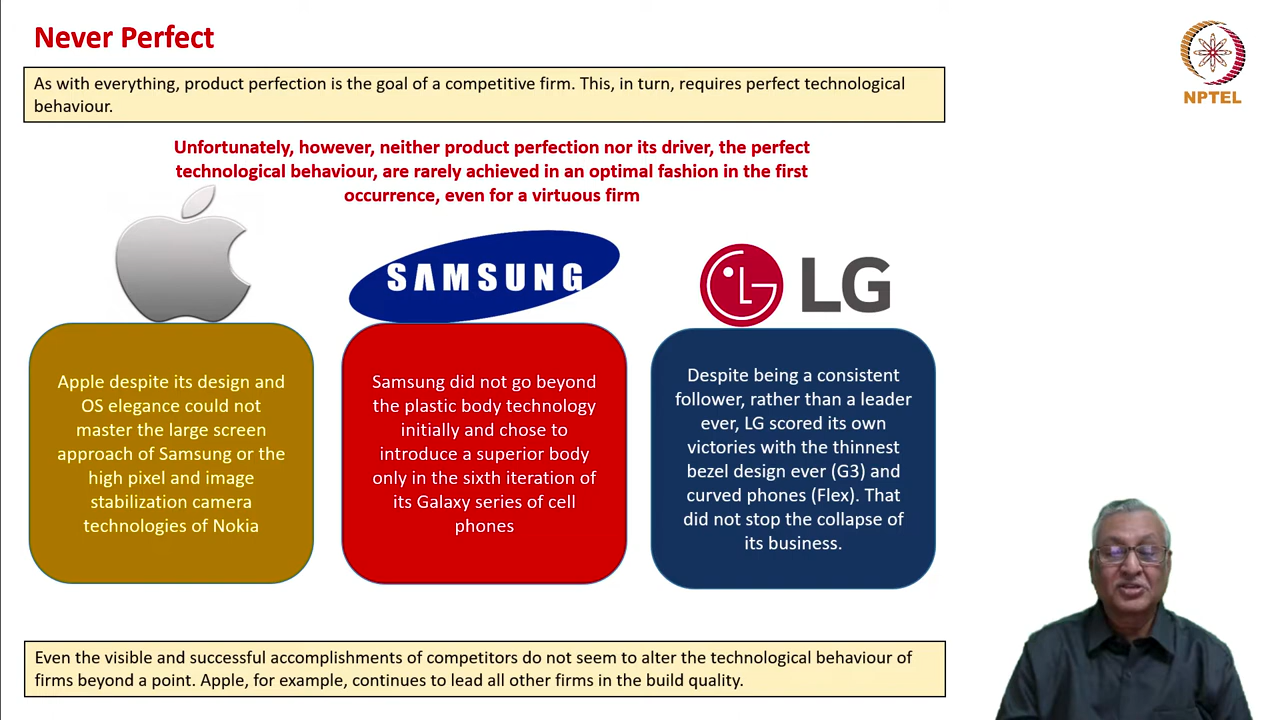 Never Perfect
NPTEL
As with everything, product perfection is the goal of a competitive firm. This, in turn, requires perfect technological
behaviour.
Unfortunately, however, neither product perfection nor its driver, the perfect
technological behaviour, are rarely achieved in an optimal fashion in the first
occurrence, even for a virtuous firm
SAMSUNG
LG
Apple despite its design and
OS elegance could not
master the large screen
approach of Samsung or the
high pixel and image
stabilization camera
technologies of Nokia
Samsung did not go beyond
the plastic body technology
initially and chose to
introduce a superior body
only in the sixth iteration of
its Galaxy series of cell
phones
Despite being a consistent
follower, rather than a leader
ever, LG scored its own
victories with the thinnest
bezel design ever (G3) and
curved phones (Flex). That
did not stop the collapse of
its business.
Even the visible and successful accomplishments of competitors do not seem to alter the technological behaviour of
firms beyond a point. Apple, for example, continues to lead all other firms in the build quality.